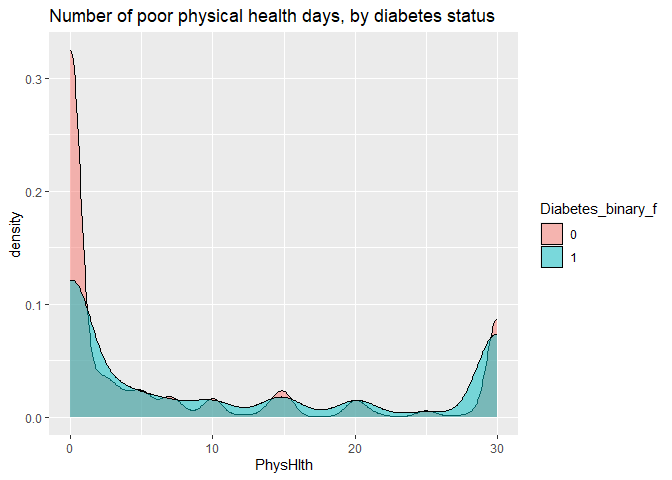 Number of poor physical health days, by diabetes status
0.3
0.2
0.1
0.0
density
0 10 20 30
PhysHlth
Diabetes_binary_f
0
1